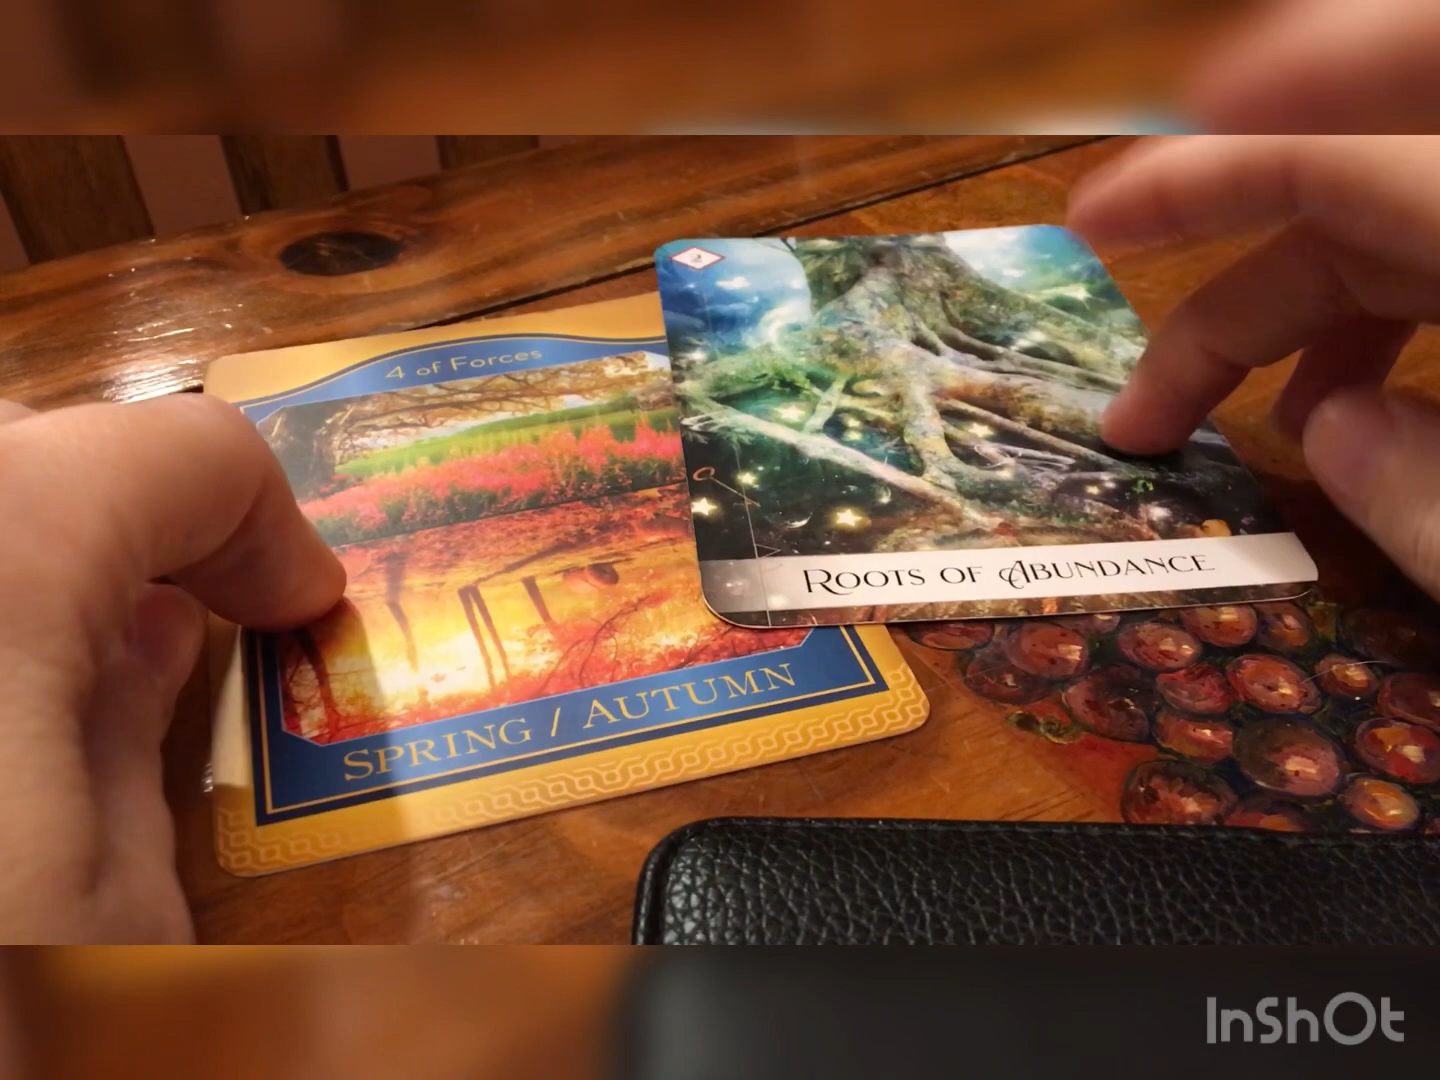 4 of Forces
Spring / Autumn
Roots of Abundance
InShOt